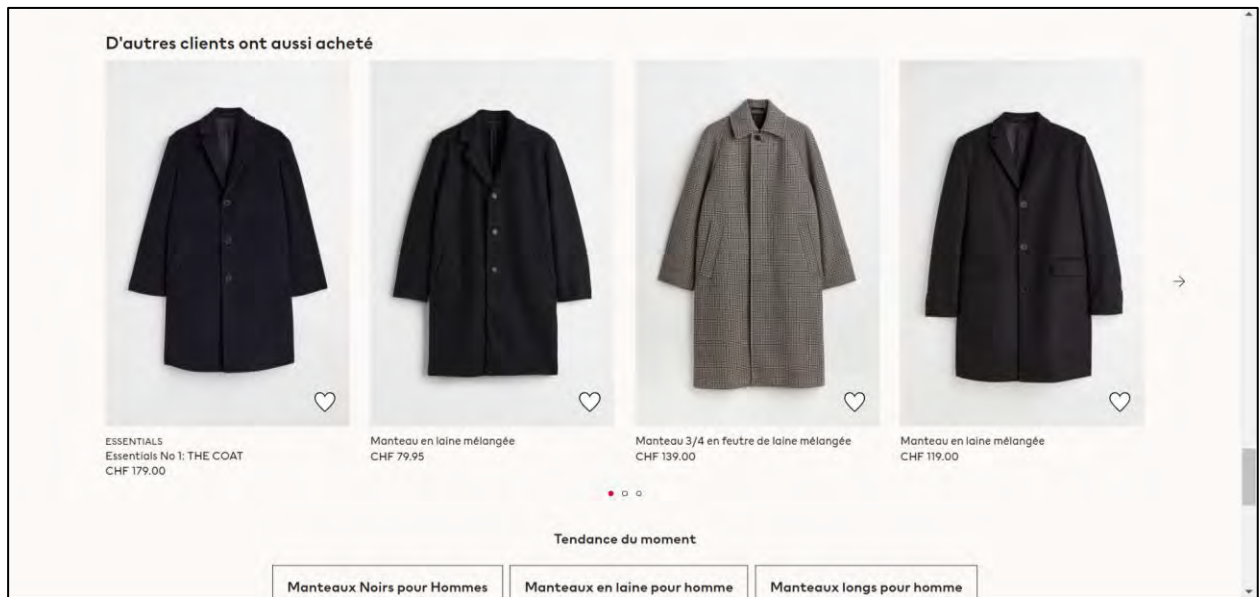 D'autres clients ont aussi acheté
ESSENTIALS
Essentials No 1: THE COAT
CHF 179.00
Manteau en laine mélangée
CHF 79.95
Manteau 3/4 en feutre de laine mélangée
CHF 139.00
Manteau en laine mélangée
CHF 119.00
Tendance du moment
Manteaux Noirs pour Hommes
Manteaux en laine pour homme
Manteaux longs pour homme